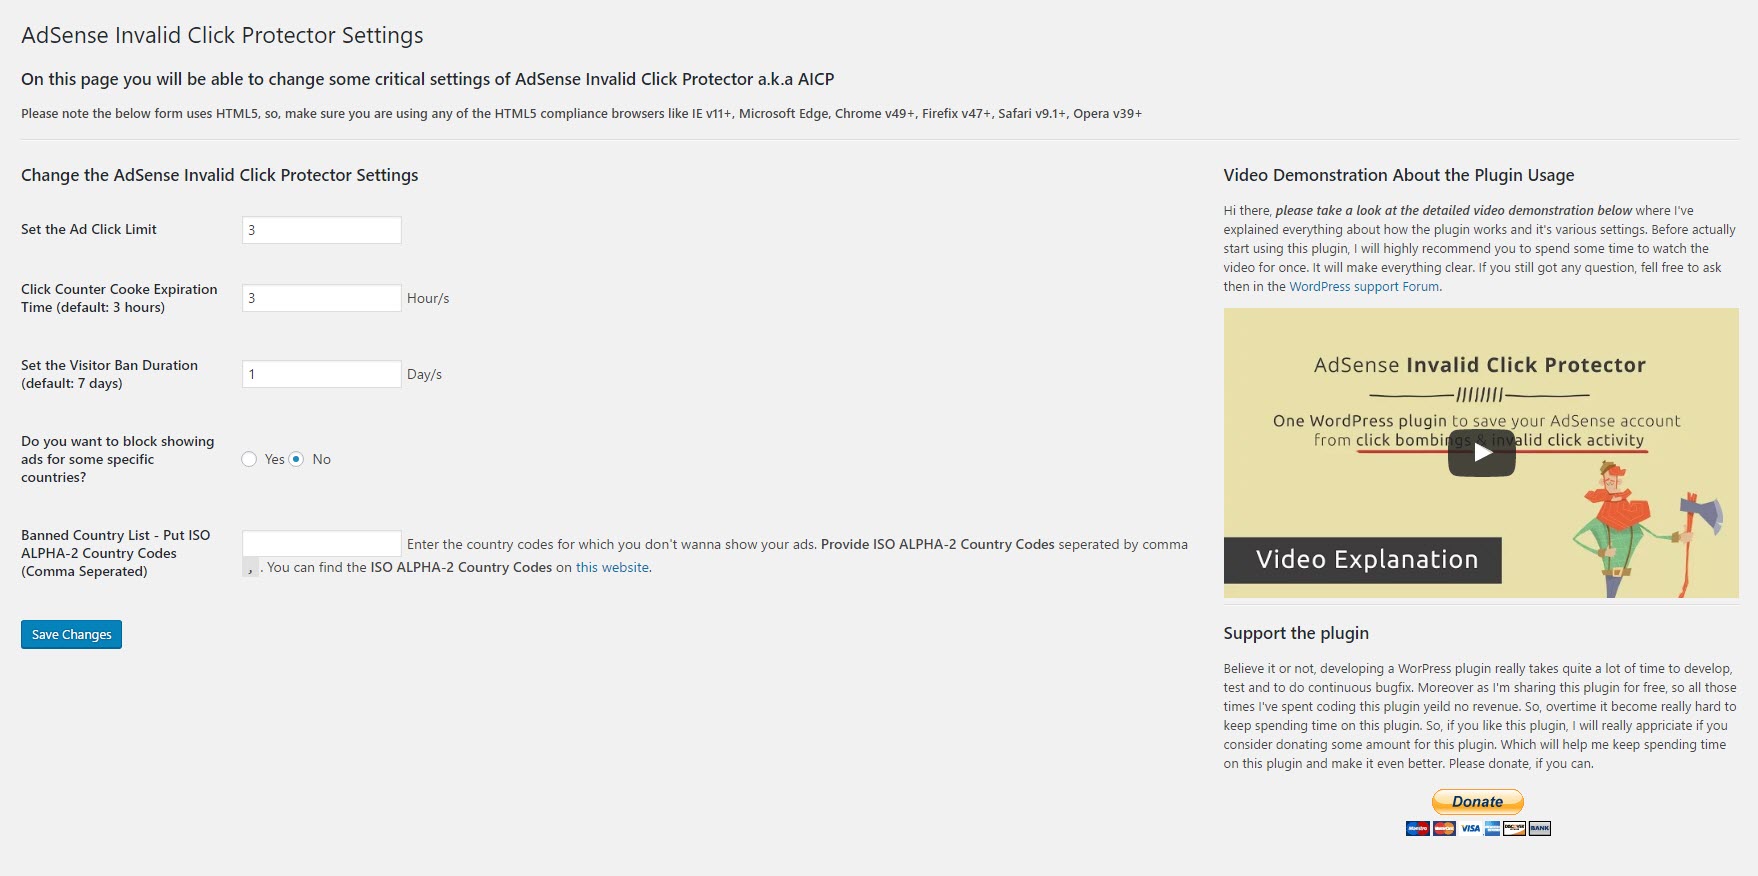 AdSense Invalid Click Protector Settings
On this page you will be able to change some critical settings of AdSense Invalid Click Protector a.k.a AICP
Please note the below form uses HTML5, so, make sure you are using any of the HTML5 compliance browsers like IE v11+, Microsoft Edge, Chrome v49+, Firefix v47+, Safari v9.1+, Opera v39+
Change the AdSense Invalid Click Protector Settings
Set the Ad Click Limit
3
Click Counter Cooke Expiration
Time (default: 3 hours)
3 Hour/s
Set the Visitor Ban Duration
(default: 7 days)
1 Day/s
Do you want to block showing
ads for some specific
countries?
Yes No
Banned Country List - Put ISO
ALPHA-2 Country Codes
(Comma Seperated)
Enter the country codes for which you don't wanna show your ads. Provide ISO ALPHA-2 Country Codes seperated by comma
, . You can find the ISO ALPHA-2 Country Codes on this website.
Save Changes
Video Demonstration About the Plugin Usage
Hi there, please take a look at the detailed video demonstration below where I've
explained everything about how the plugin works and it's various settings. Before actually
start using this plugin, I will highly recommend you to spend some time to watch the
video for once. It will make everything clear. If you still got any question, fell free to ask
then in the WordPress support Forum.
AdSense Invalid Click Protector
One WordPress plugin to save your AdSense account
from click bombings & invalid click activity
Video Explanation
Support the plugin
Believe it or not, developing a WorPress plugin really takes quite a lot of time to develop,
test and to do continuous bugfix. Moreover as I'm sharing this plugin for free, so all those
times I've spent coding this plugin yeild no revenue. So, overtime it become really hard to
keep spending time on this plugin. So, if you like this plugin, I will really appriciate if you
consider donating some amount for this plugin. Which will help me keep spending time
on this plugin and make it even better. Please donate, if you can.
Donate
VISA BANK